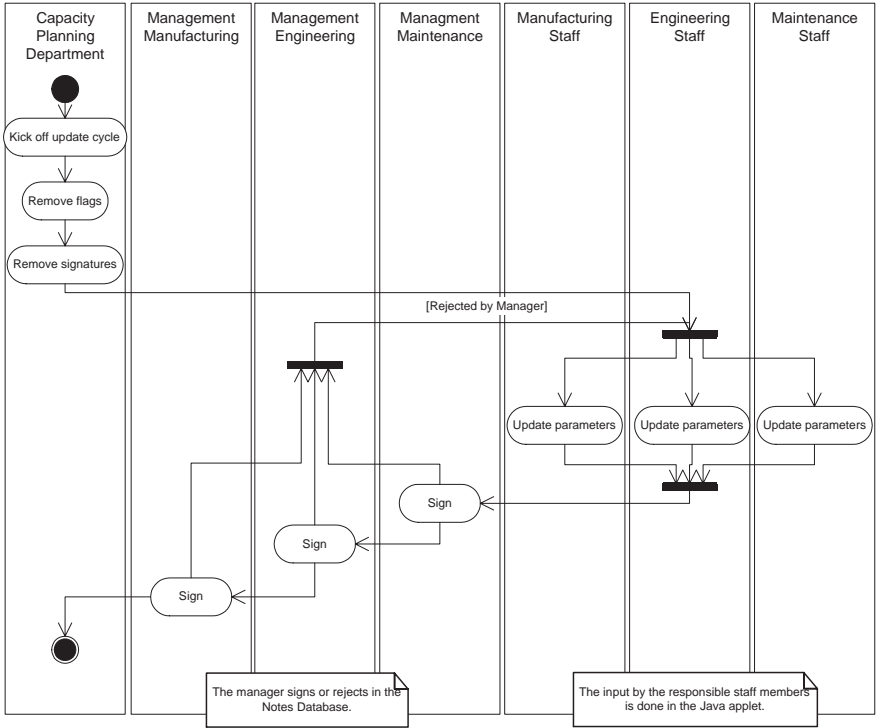 Capacity
Planning
Department
Management
Manufacturing
Management
Engineering
Managment
Maintenance
Manufacturing
Staff
Engineering
Staff
Maintenance
Staff
Kick off update cycle
Remove flags
Remove signatures
[Rejected by Manager]
Update parameters
Update parameters
Update parameters
Sign
Sign
Sign
The manager signs or rejects in the
Notes Database.
The input by the responsible staff members
is done in the Java applet.